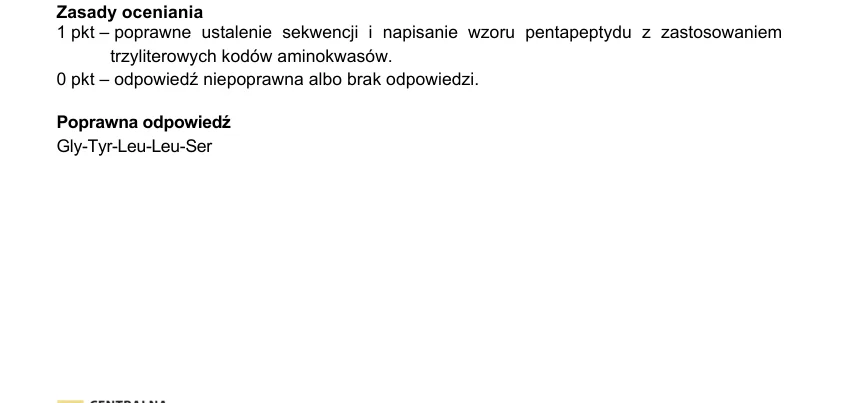 Zasady oceniania
1 pkt – poprawne ustalenie sekwencji i napisanie wzoru pentapeptydu z zastosowaniem
trzyliterowych kodów aminokwasów.
0 pkt – odpowiedź niepoprawna albo brak odpowiedzi.
Poprawna odpowiedź
Gly-Tyr-Leu-Leu-Ser
CENTRALNA